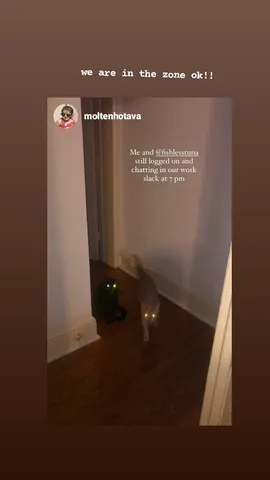 we are in the zone ok!!
moltenhotava
Me and @fishlesstuna
still logged on and
chatting in our work
slack at 7 pm